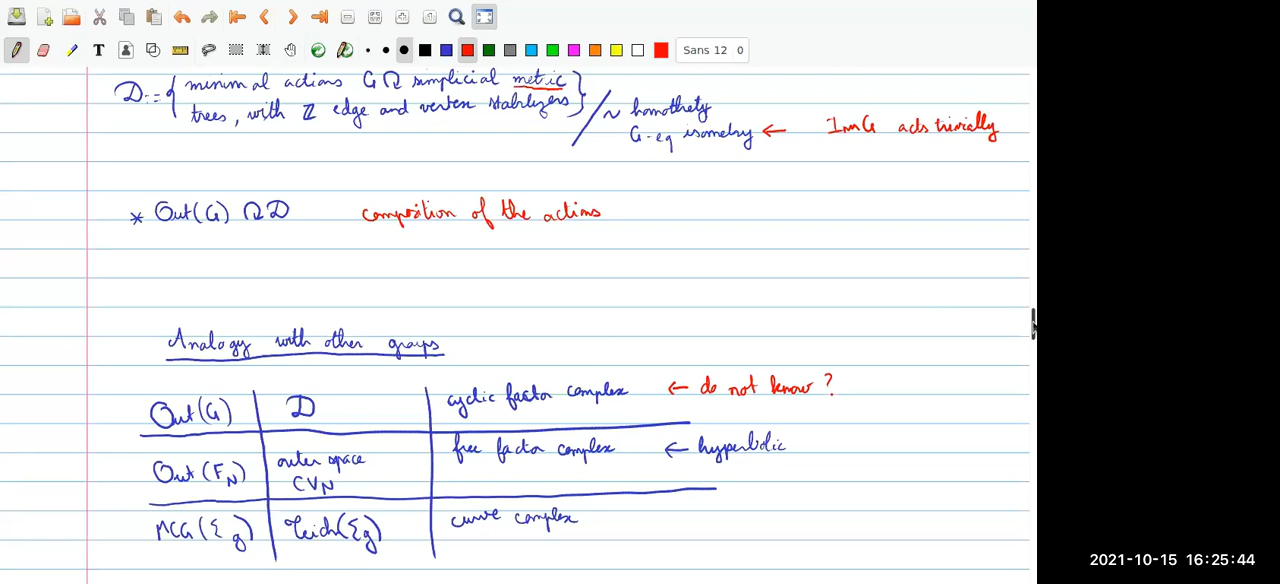 Sans 12 0
D := { minimal actions G ↷ simplicial metric
trees, with Z edge and vertex stabilizers } / ~ homothety
G-eq isometry ← Inn G acts trivially
* Out(G) ↷ D composition of the actions
Analogy with other groups
Out(G) D cyclic factor complex ← do not know ?
Out(F_N) outer space CV_N free factor complex ← hyperbolic
MCG(Σ_g) Teich(Σ_g) curve complex
2021-10-15 16:25:44